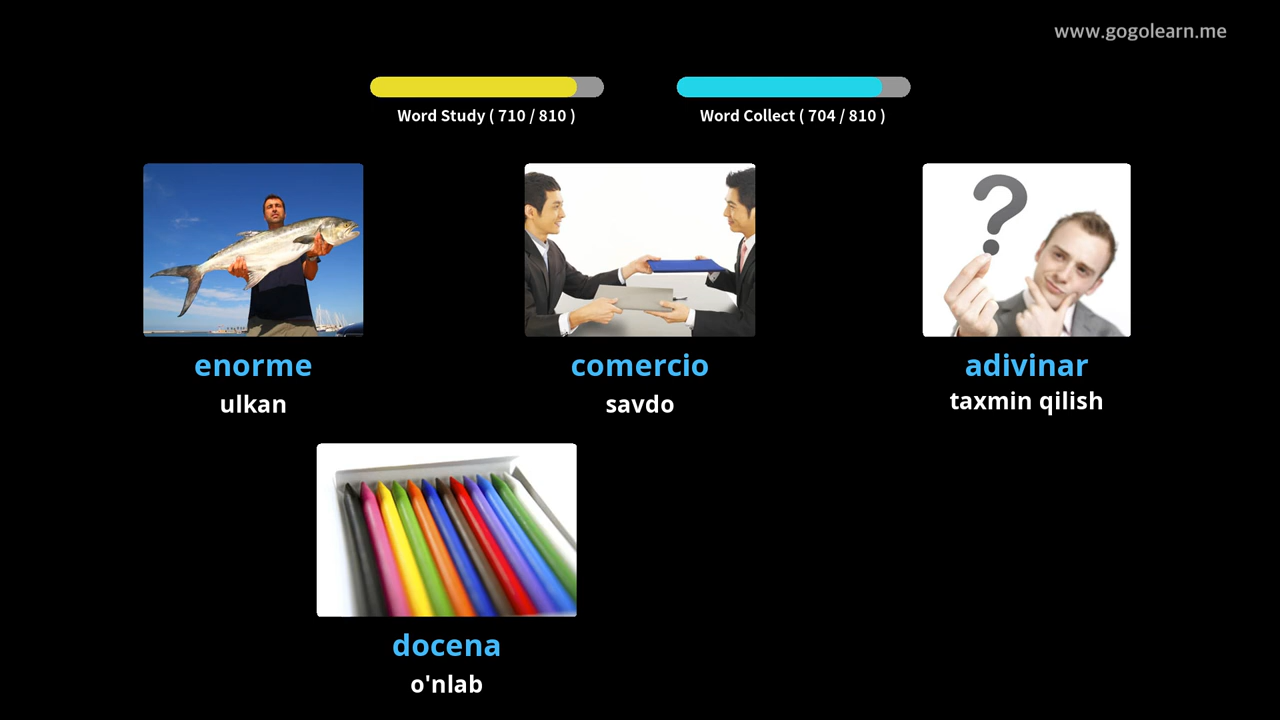 www.gogolearn.me
Word Study ( 710 / 810 )
Word Collect ( 704 / 810 )
enorme
ulkan
comercio
savdo
adivinar
taxmin qilish
docena
o'nlab